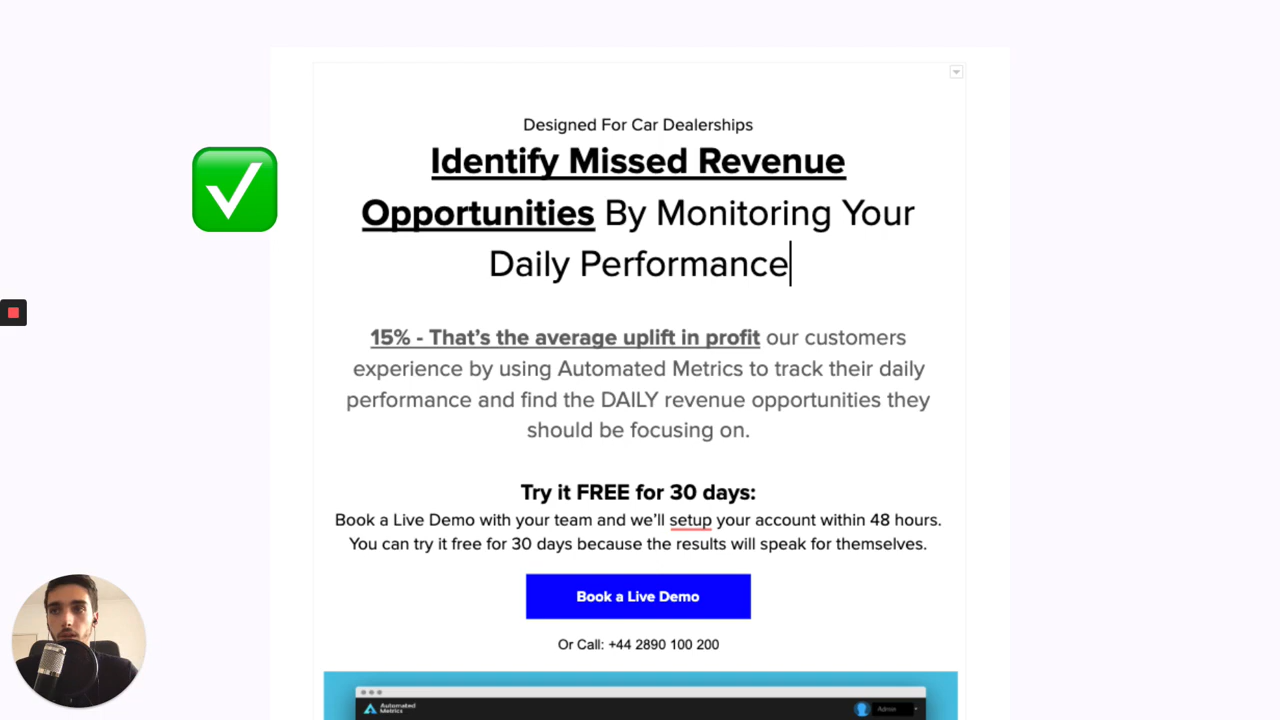 Designed For Car Dealerships
Identify Missed Revenue
Opportunities By Monitoring Your
Daily Performance
15% - That's the average uplift in profit our customers
experience by using Automated Metrics to track their daily
performance and find the DAILY revenue opportunities they
should be focusing on.
Try it FREE for 30 days:
Book a Live Demo with your team and we'll setup your account within 48 hours.
You can try it free for 30 days because the results will speak for themselves.
Book a Live Demo
Or Call: +44 2890 100 200
Automated
Metrics
Admin